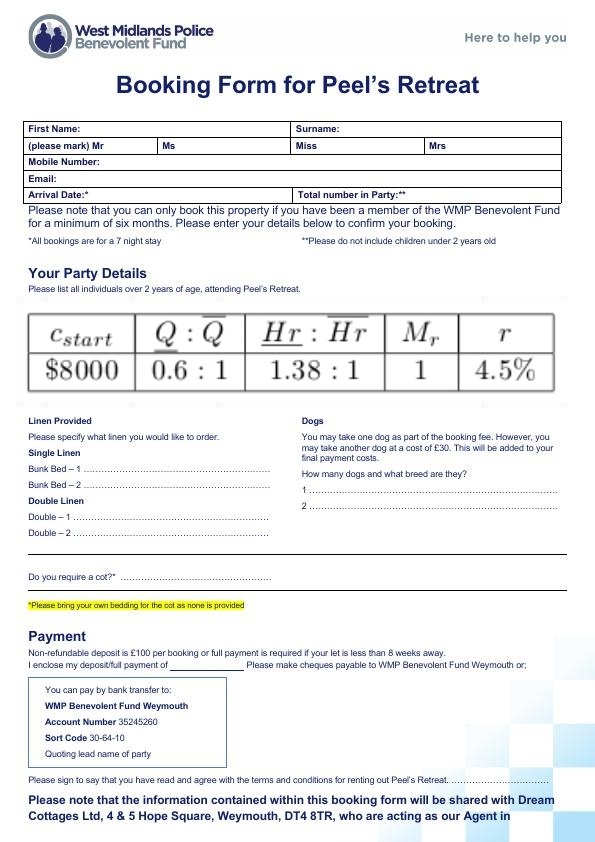 West Midlands Police
Benevolent Fund
Here to help you
Booking Form for Peel's Retreat
First Name: Surname:
(please mark) Mr Ms Miss Mrs
Mobile Number:
Email:
Arrival Date:* Total number in Party:**
Please note that you can only book this property if you have been a member of the WMP Benevolent Fund
for a minimum of six months. Please enter your details below to confirm your booking.
*All bookings are for a 7 night stay **Please do not include children under 2 years old
Your Party Details
Please list all individuals over 2 years of age, attending Peel's Retreat.
c_start Q̲ : Q̅ H̲r̲ : H̅r̅ M_r r
$8000 0.6 : 1 1.38 : 1 1 4.5%
Linen Provided
Please specify what linen you would like to order.
Single Linen
Bunk Bed – 1 ..................................................................
Bunk Bed – 2 ..................................................................
Double Linen
Double – 1 ......................................................................
Double – 2 ......................................................................
Dogs
You may take one dog as part of the booking fee. However, you
may take another dog at a cost of £30. This will be added to your
final payment costs.
How many dogs and what breed are they?
1 .........................................................................................
2 .........................................................................................
Do you require a cot?* .....................................................
*Please bring your own bedding for the cot as none is provided
Payment
Non-refundable deposit is £100 per booking or full payment is required if your let is less than 8 weeks away.
I enclose my deposit/full payment of ______________ Please make cheques payable to WMP Benevolent Fund Weymouth or;
You can pay by bank transfer to:
WMP Benevolent Fund Weymouth
Account Number 35245260
Sort Code 30-64-10
Quoting lead name of party
Please sign to say that you have read and agree with the terms and conditions for renting out Peel's Retreat. ..................................
Please note that the information contained within this booking form will be shared with Dream
Cottages Ltd, 4 & 5 Hope Square, Weymouth, DT4 8TR, who are acting as our Agent in